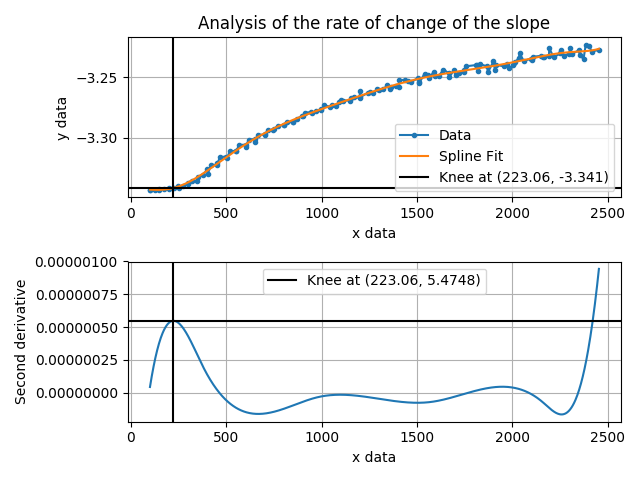 Analysis of the rate of change of the slope
−3.25
−3.30
y data
Data
Spline Fit
Knee at (223.06, -3.341)
0 500 1000 1500 2000 2500
x data
0.00000100
0.00000075
0.00000050
0.00000025
0.00000000
Second derivative
Knee at (223.06, 5.4748)
0 500 1000 1500 2000 2500
x data